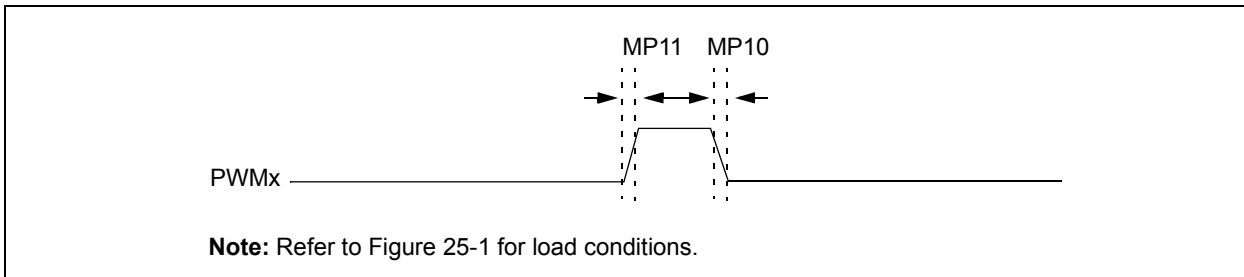 MP11 MP10
PWMx
Note: Refer to Figure 25-1 for load conditions.